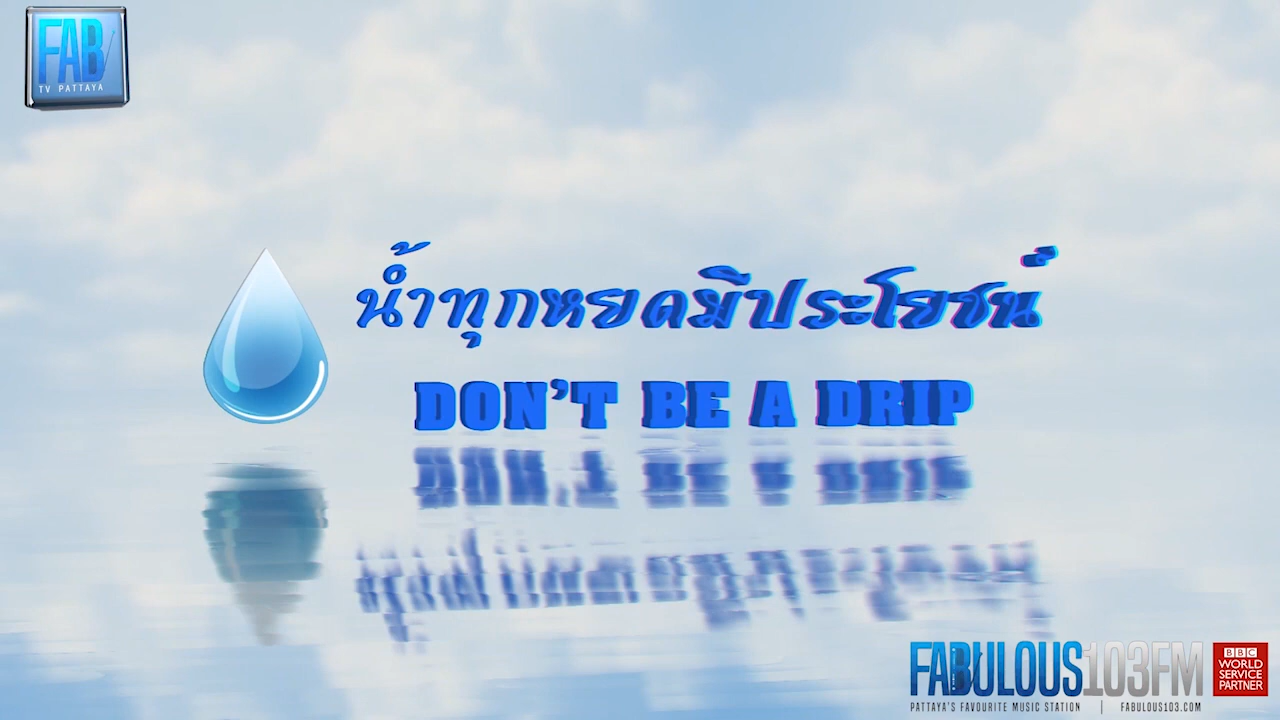 FAB
TV PATTAYA
น้ำทุกหยดมีประโยชน์
DON'T BE A DRIP
FABULOUS103FM
PATTAYA'S FAVOURITE MUSIC STATION | FABULOUS103.COM
BBC
WORLD
SERVICE
PARTNER